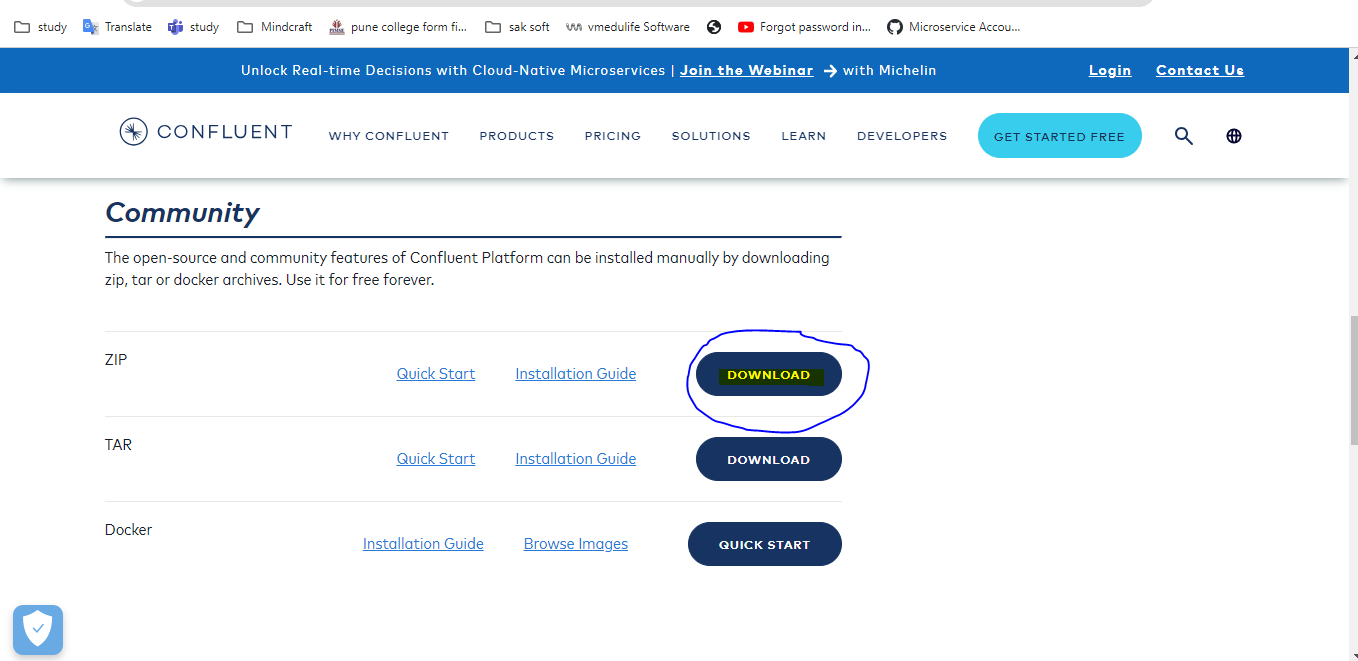 study Translate study Mindcraft pune college form fi... sak soft vmedulife Software Forgot password in... Microservice Accou...
Unlock Real-time Decisions with Cloud-Native Microservices | Join the Webinar → with Michelin Login Contact Us
CONFLUENT WHY CONFLUENT PRODUCTS PRICING SOLUTIONS LEARN DEVELOPERS GET STARTED FREE
Community
The open-source and community features of Confluent Platform can be installed manually by downloading
zip, tar or docker archives. Use it for free forever.
ZIP
Quick Start Installation Guide DOWNLOAD
TAR
Quick Start Installation Guide DOWNLOAD
Docker
Installation Guide Browse Images QUICK START